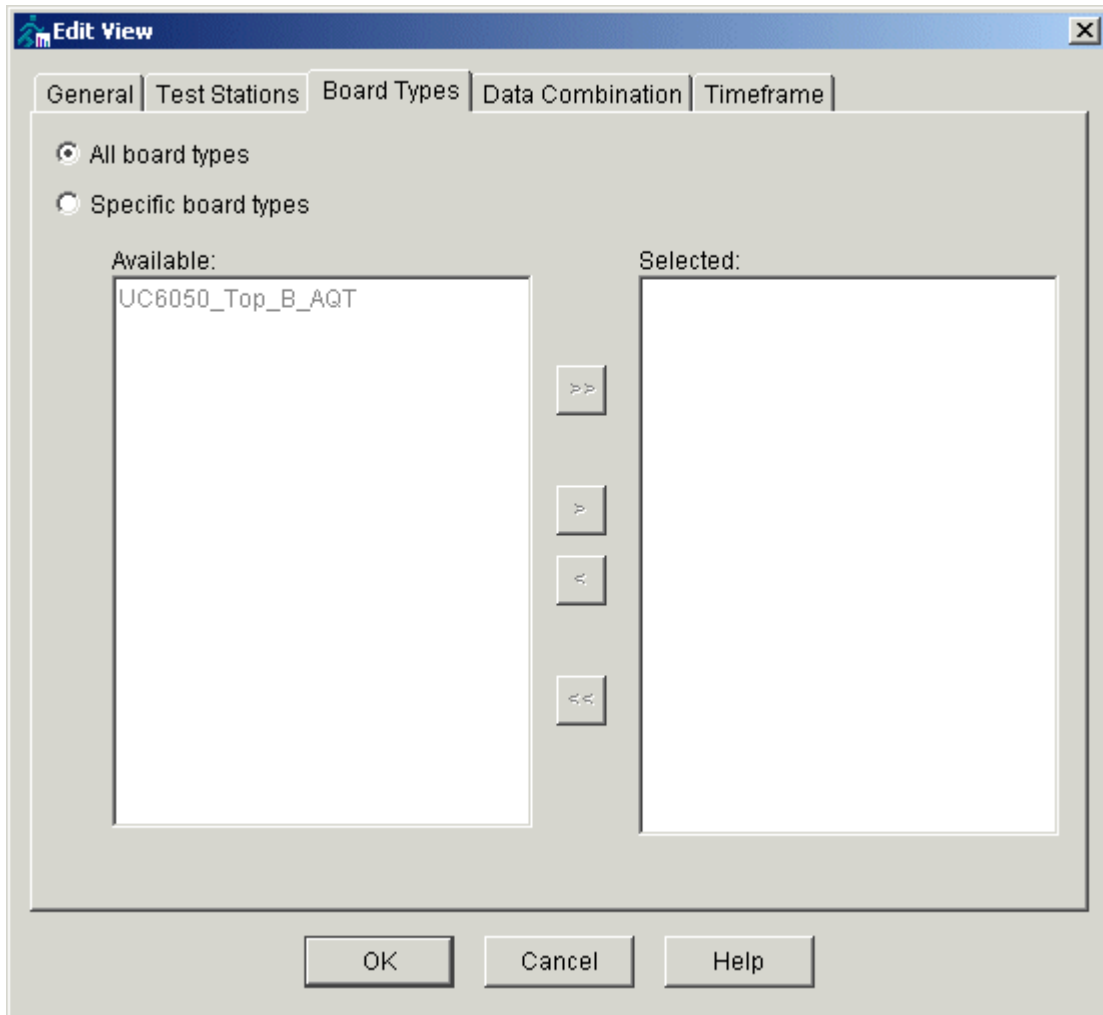 Edit View
General Test Stations Board Types Data Combination Timeframe
All board types
Specific board types
Available: Selected:
UC6050_Top_B_AQT
>>
>
<
<<
OK Cancel Help